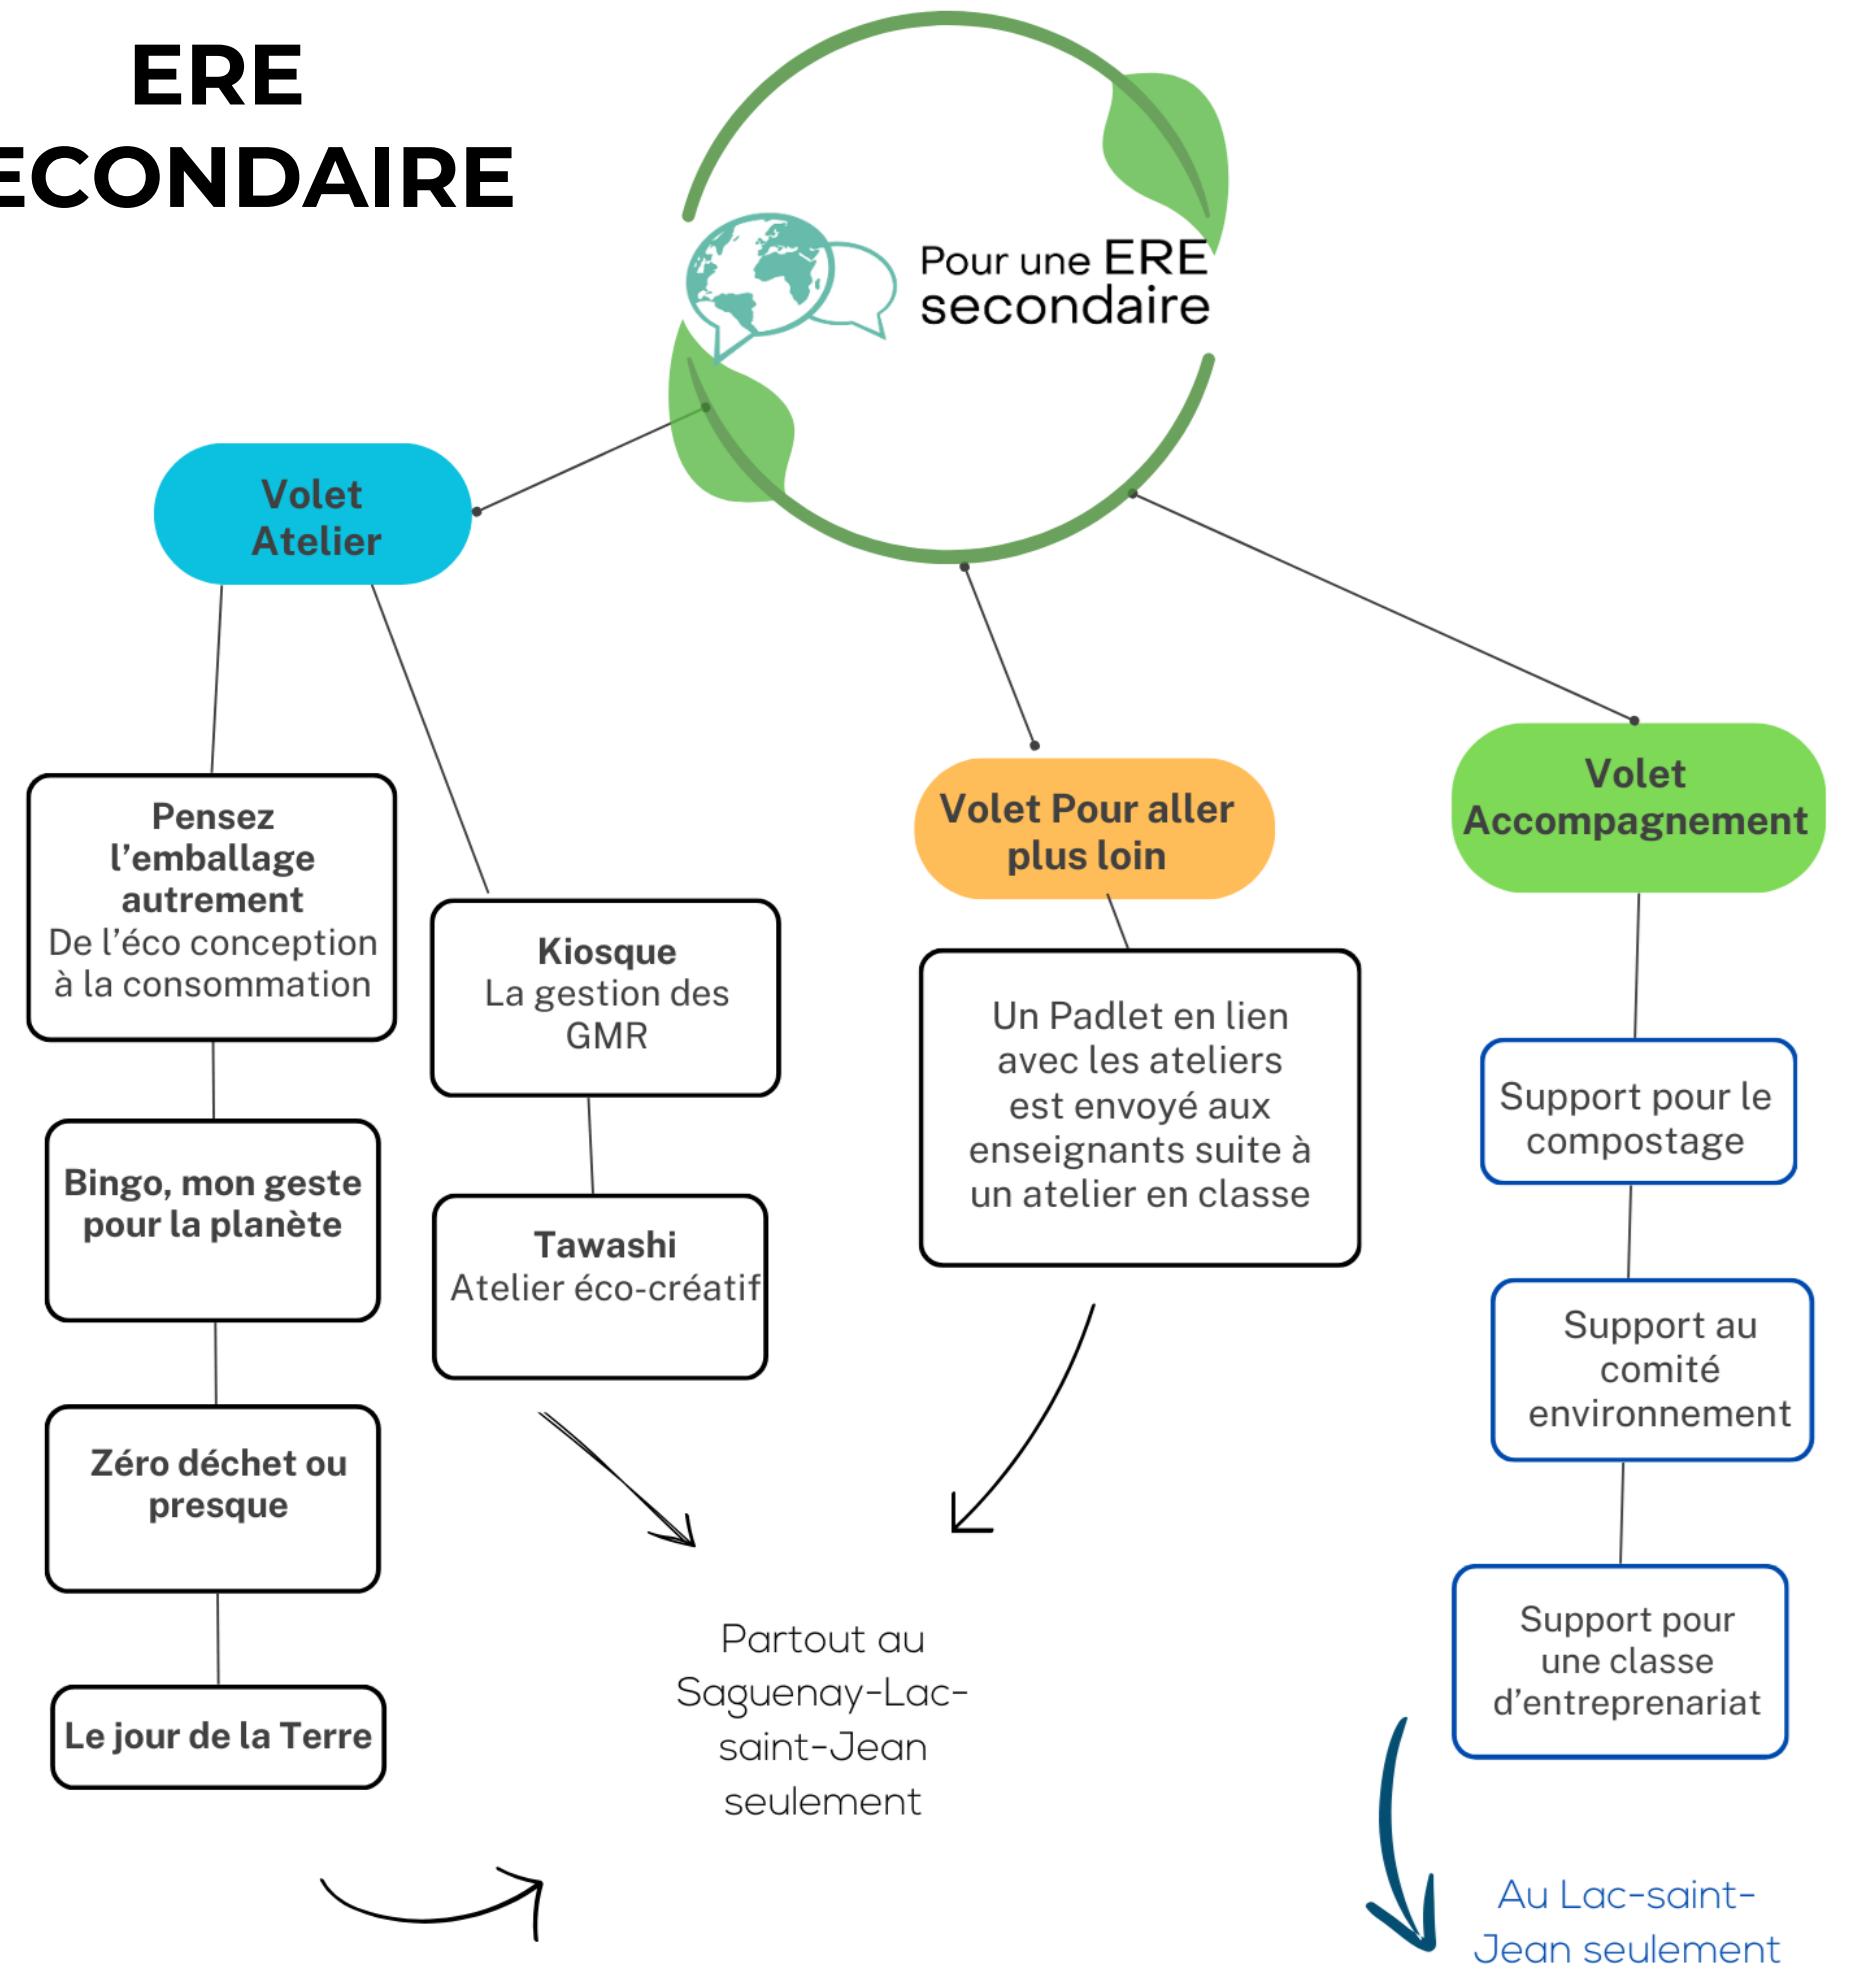 ERE
ECONDAIRE
Pour une ERE
secondaire
Volet
Atelier
Pensez
l'emballage
autrement
De l'éco conception
à la consommation
Bingo, mon geste
pour la planète
Zéro déchet ou
presque
Le jour de la Terre
Kiosque
La gestion des
GMR
Tawashi
Atelier éco-créatif
Volet Pour aller
plus loin
Un Padlet en lien
avec les ateliers
est envoyé aux
enseignants suite à
un atelier en classe
Partout au
Saguenay-Lac-
saint-Jean
seulement
Volet
Accompagnement
Support pour le
compostage
Support au
comité
environnement
Support pour
une classe
d'entreprenariat
Au Lac-saint-
Jean seulement